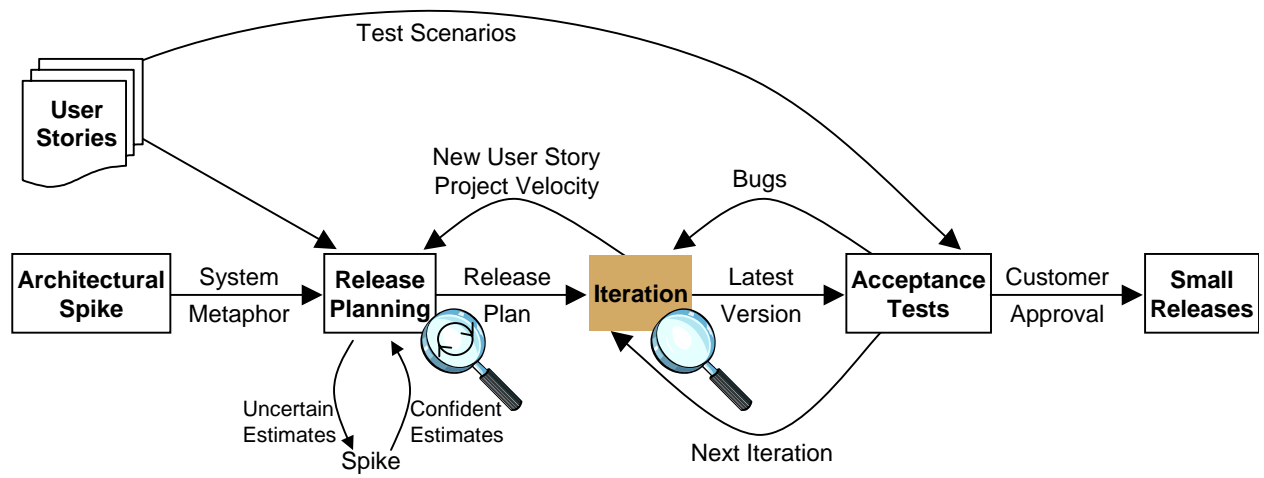 Test Scenarios
User
Stories
New User Story
Project Velocity
Bugs
Architectural
Spike
System
Metaphor
Release
Planning
Release
Plan
Iteration
Latest
Version
Acceptance
Tests
Customer
Approval
Small
Releases
Uncertain
Estimates
Confident
Estimates
Spike
Next Iteration